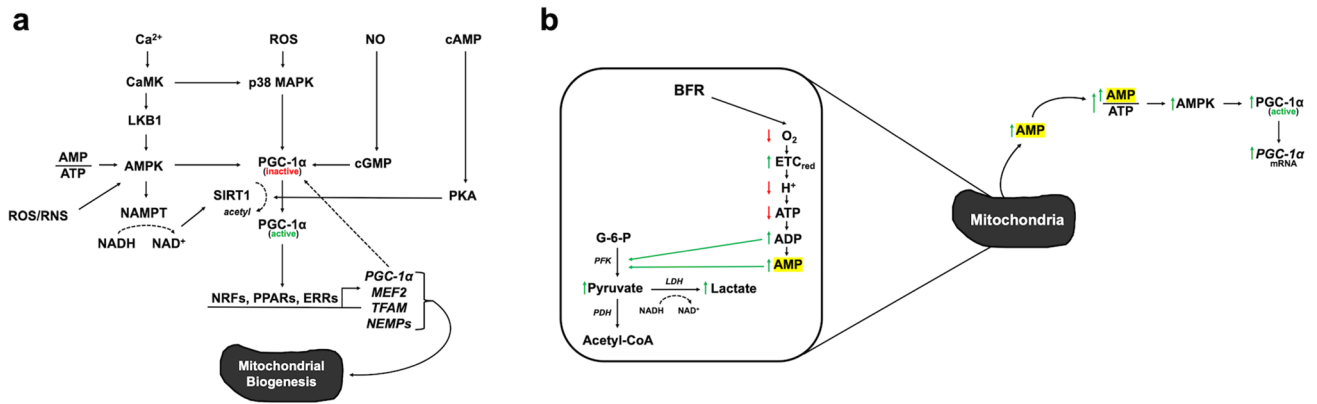 a
Ca²⁺ ROS NO cAMP
CaMK p38 MAPK
LKB1
AMP
ATP
AMPK PGC-1α
(inactive)
cGMP
ROS/RNS
NAMPT
NADH NAD⁺
SIRT1
acetyl
PKA
PGC-1α
(active)
NRFs, PPARs, ERRs
PGC-1α
MEF2
TFAM
NEMPs
Mitochondrial
Biogenesis
b
BFR
↓ O₂
↑ ETCred
↓ H⁺
↓ ATP
↑ ADP
↑ AMP
G-6-P
PFK
↑Pyruvate LDH ↑ Lactate
NADH NAD⁺
PDH
Acetyl-CoA
Mitochondria
↑AMP
↑↑AMP
ATP
↑AMPK
↑PGC-1α
(active)
↑PGC-1α
mRNA